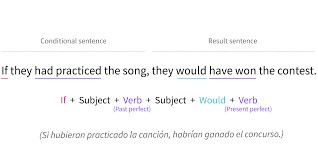 Conditional sentence Result sentence
If they had practiced the song, they would have won the contest.
If + Subject + Verb + Subject + Would + Verb
(Past perfect) (Present perfect)
(Si hubieran practicado la canción, habrían ganado el concurso.)